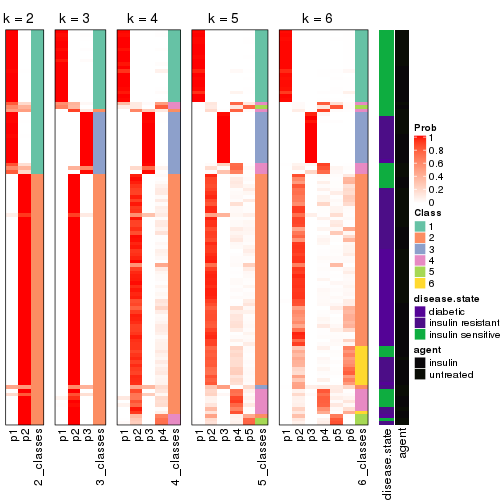 k = 2 k = 3 k = 4 k = 5 k = 6
Prob
1
0.8
0.6
0.4
0.2
0
Class
1
2
3
4
5
6
disease.state
diabetic
insulin resistant
insulin sensitive
agent
insulin
untreated
p1 p2 2_classes p1 p2 p3 3_classes p1 p2 p3 p4 4_classes p1 p2 p3 p4 p5 5_classes p1 p2 p3 p4 p5 p6 6_classes disease.state agent